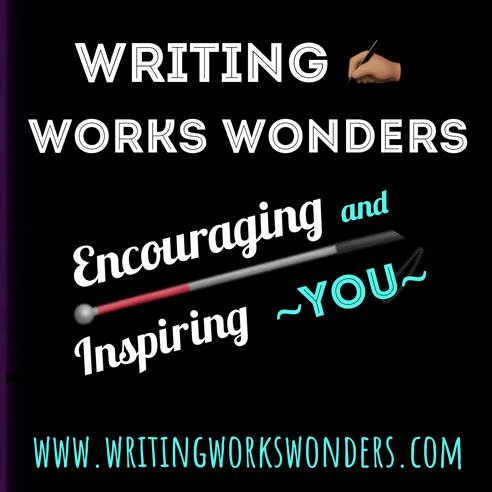 WRITING
WORKS WONDERS
Encouraging and
Inspiring ~YOU~
WWW.WRITINGWORKSWONDERS.COM